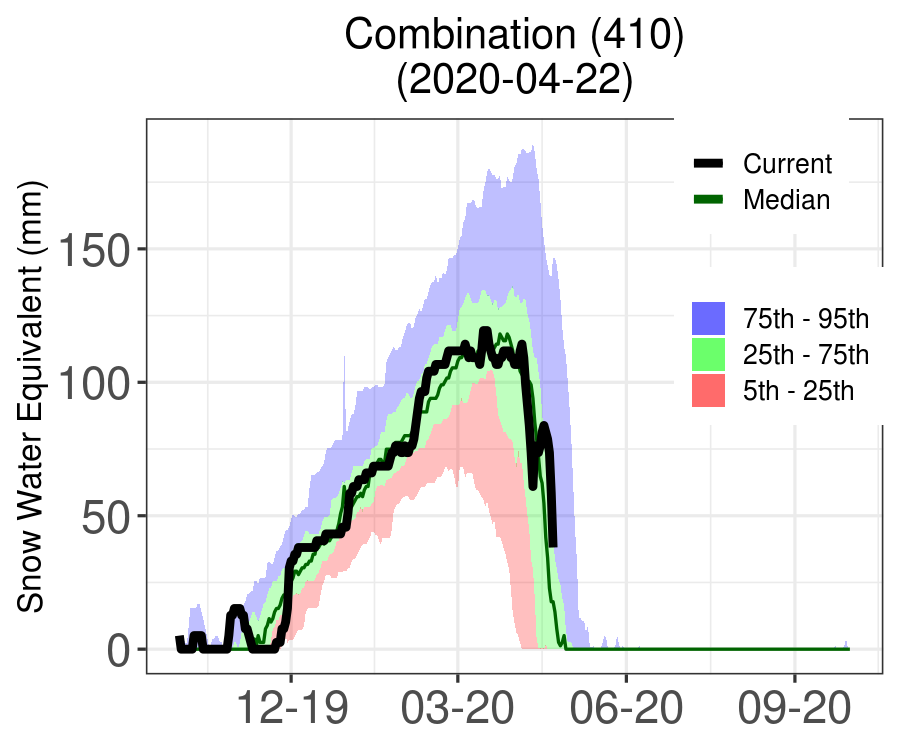 Combination (410)
(2020-04-22)
Snow Water Equivalent (mm)
150
100
50
0
12-19
03-20
06-20
09-20
Current
Median
75th - 95th
25th - 75th
5th - 25th